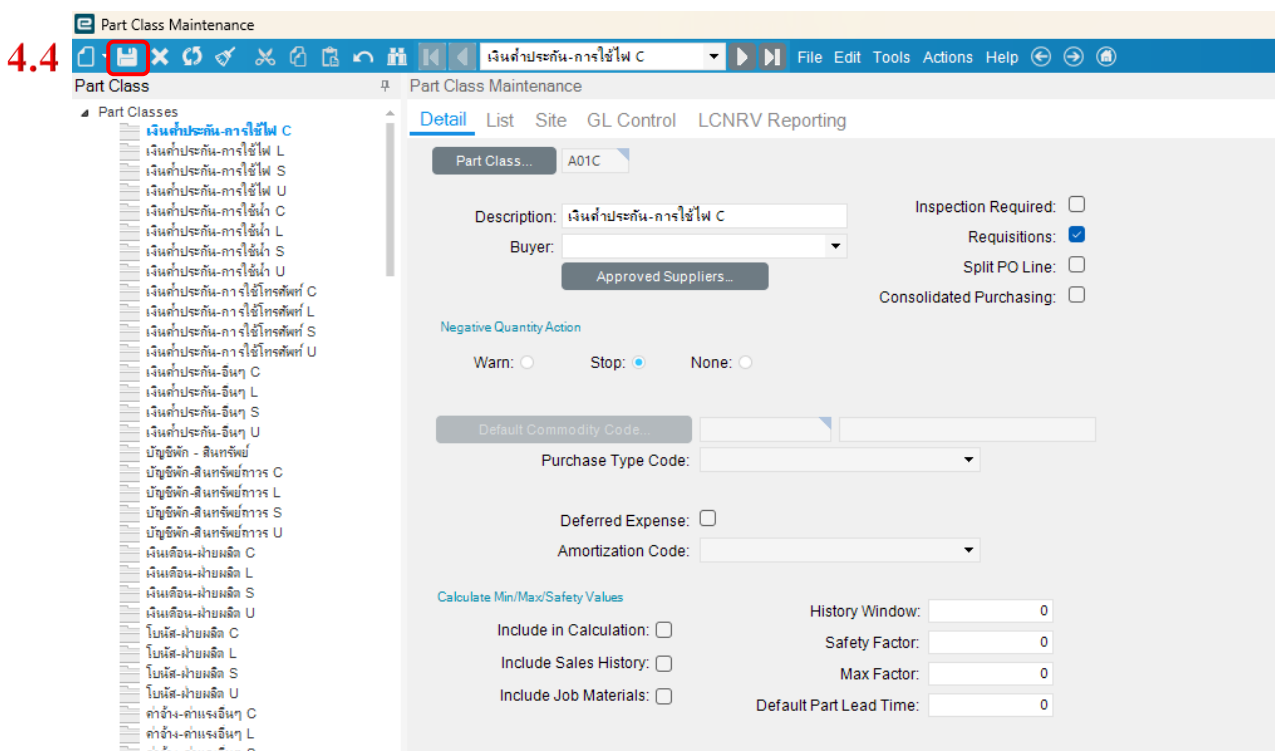 Part Class Maintenance
4.4
เงินค้ำประกัน-การใช้ไฟ C
File Edit Tools Actions Help
Part Class
Part Class Maintenance
Part Classes
เงินค้ำประกัน-การใช้ไฟ C
เงินค้ำประกัน-การใช้ไฟ L
เงินค้ำประกัน-การใช้ไฟ S
เงินค้ำประกัน-การใช้ไฟ U
เงินค้ำประกัน-การใช้น้ำ C
เงินค้ำประกัน-การใช้น้ำ L
เงินค้ำประกัน-การใช้น้ำ S
เงินค้ำประกัน-การใช้น้ำ U
เงินค้ำประกัน-การใช้โทรศัพท์ C
เงินค้ำประกัน-การใช้โทรศัพท์ L
เงินค้ำประกัน-การใช้โทรศัพท์ S
เงินค้ำประกัน-การใช้โทรศัพท์ U
เงินค้ำประกัน-อื่นๆ C
เงินค้ำประกัน-อื่นๆ L
เงินค้ำประกัน-อื่นๆ S
เงินค้ำประกัน-อื่นๆ U
บัญชีพัก - สินทรัพย์
บัญชีพัก-สินทรัพย์ถาวร C
บัญชีพัก-สินทรัพย์ถาวร L
บัญชีพัก-สินทรัพย์ถาวร S
บัญชีพัก-สินทรัพย์ถาวร U
เงินเดือน-ฝ่ายผลิต C
เงินเดือน-ฝ่ายผลิต L
เงินเดือน-ฝ่ายผลิต S
เงินเดือน-ฝ่ายผลิต U
โบนัส-ฝ่ายผลิต C
โบนัส-ฝ่ายผลิต L
โบนัส-ฝ่ายผลิต S
โบนัส-ฝ่ายผลิต U
ค่าจ้าง-ค่าแรงอื่นๆ C
ค่าจ้าง-ค่าแรงอื่นๆ L
Detail List Site GL Control LCNRV Reporting
Part Class... A01C
Description: เงินค้ำประกัน-การใช้ไฟ C
Buyer:
Approved Suppliers...
Inspection Required:
Requisitions:
Split PO Line:
Consolidated Purchasing:
Negative Quantity Action
Warn: Stop: None:
Default Commodity Code...
Purchase Type Code:
Deferred Expense:
Amortization Code:
Calculate Min/Max/Safety Values
Include in Calculation:
Include Sales History:
Include Job Materials:
History Window: 0
Safety Factor: 0
Max Factor: 0
Default Part Lead Time: 0